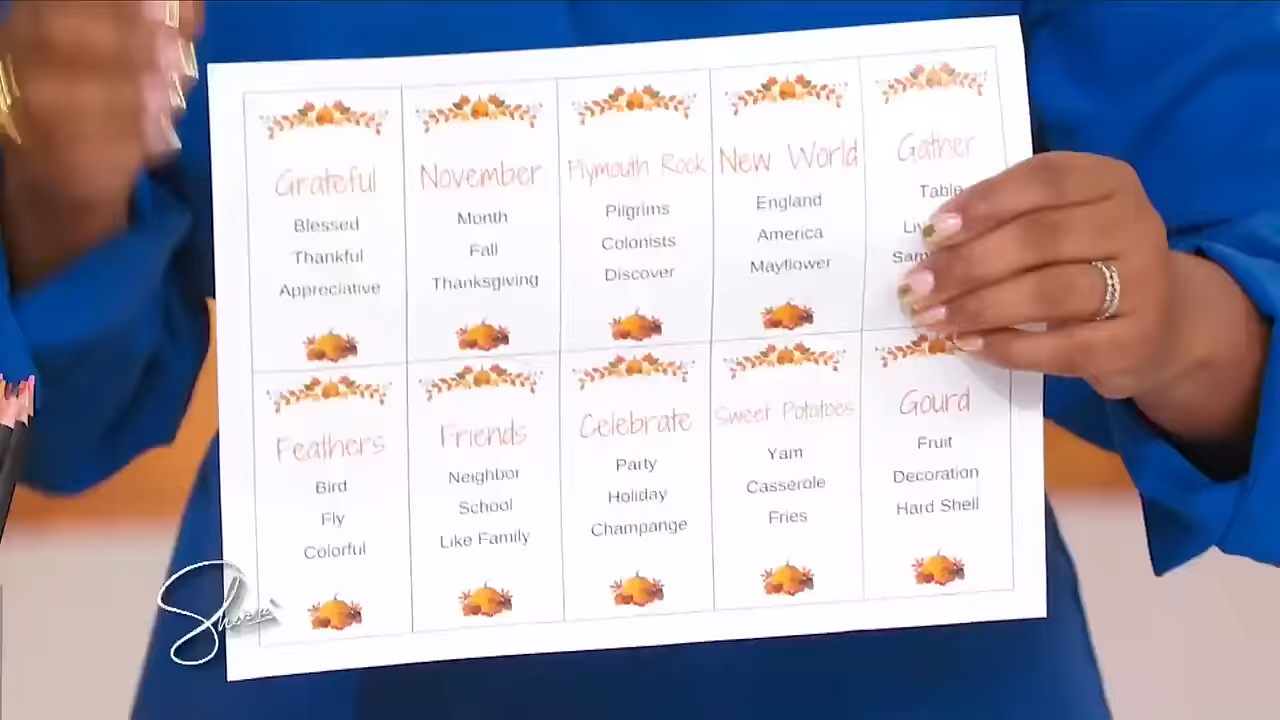 Grateful
Blessed
Thankful
Appreciative
November
Month
Fall
Thanksgiving
Plymouth Rock
Pilgrims
Colonists
Discover
New World
England
America
Mayflower
Gather
Table
Feathers
Bird
Fly
Colorful
Friends
Neighbor
School
Like Family
Celebrate
Party
Holiday
Champange
Sweet Potatoes
Yam
Casserole
Fries
Gourd
Fruit
Decoration
Hard Shell